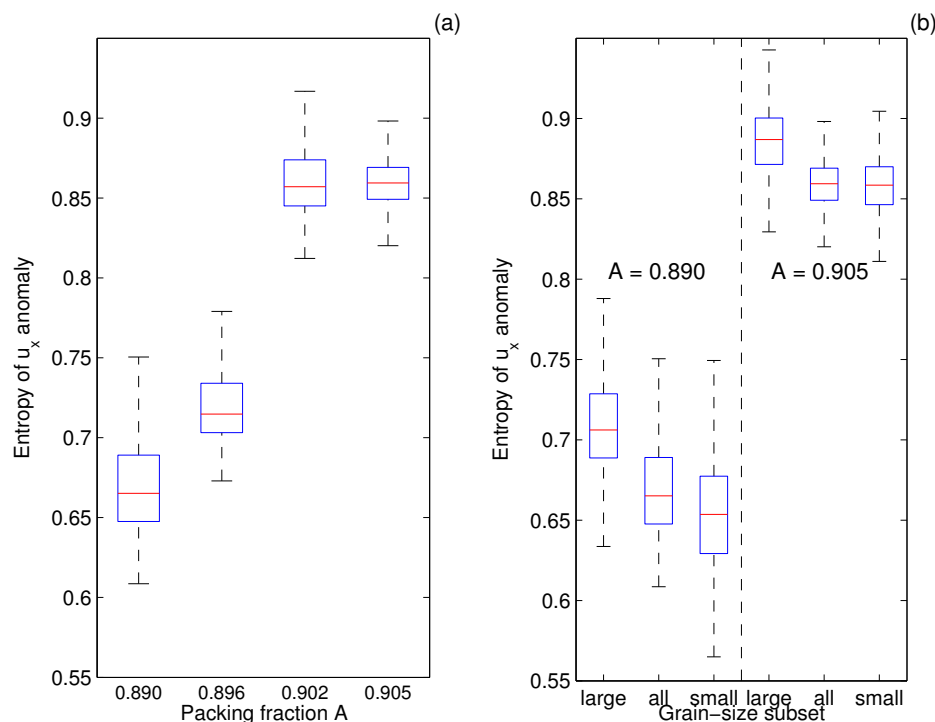 (a)
Entropy of u_x anomaly
0.9
0.85
0.8
0.75
0.7
0.65
0.6
0.55
0.890 0.896 0.902 0.905
Packing fraction A
(b)
Entropy of u_x anomaly
0.9
0.85
0.8
0.75
0.7
0.65
0.6
0.55
A = 0.890 A = 0.905
large all small large all small
Grain−size subset